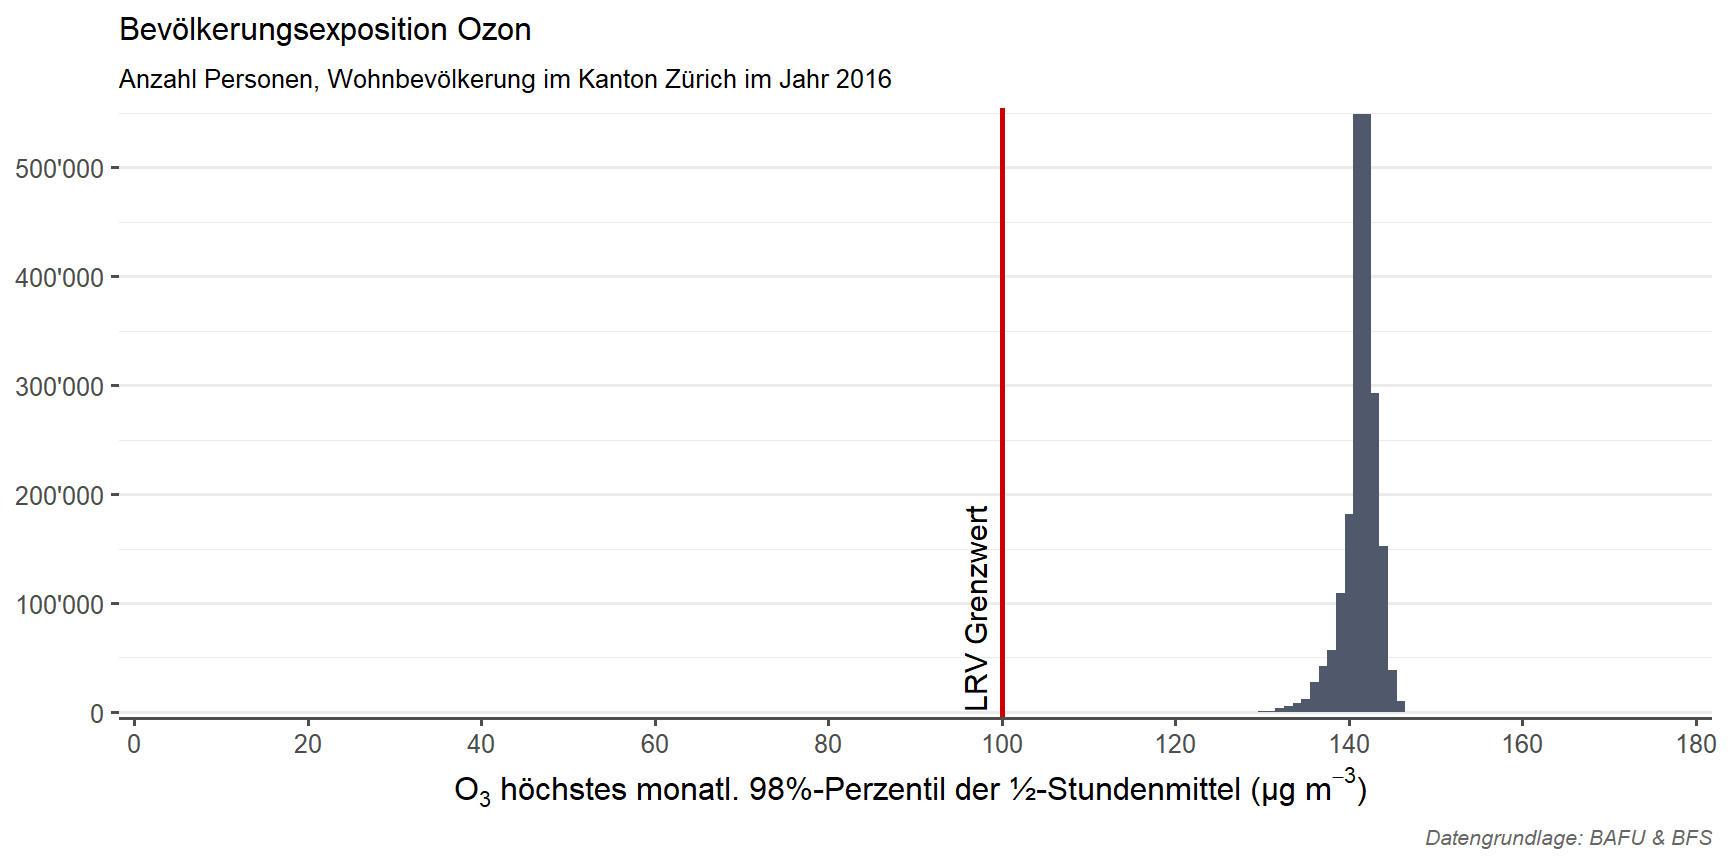 Bevölkerungsexposition Ozon
Anzahl Personen, Wohnbevölkerung im Kanton Zürich im Jahr 2016
500'000
400'000
300'000
200'000
100'000
0
LRV Grenzwert
0 20 40 60 80 100 120 140 160 180
O₃ höchstes monatl. 98%-Perzentil der ½-Stundenmittel (µg m⁻³)
Datengrundlage: BAFU & BFS